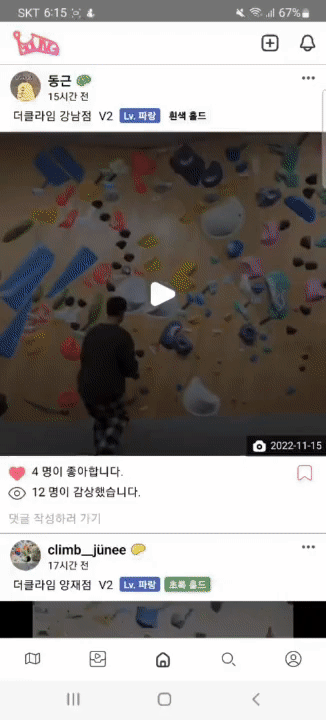 SKT 6:15 67%
동근
15시간 전
더클라임 강남점 V2 Lv. 파랑 흰색 홀드
2022-11-15
4 명이 좋아합니다.
12 명이 감상했습니다.
댓글 작성하러 가기
climb__jünee
17시간 전
더클라임 양재점 V2 Lv. 파랑 초록 홀드